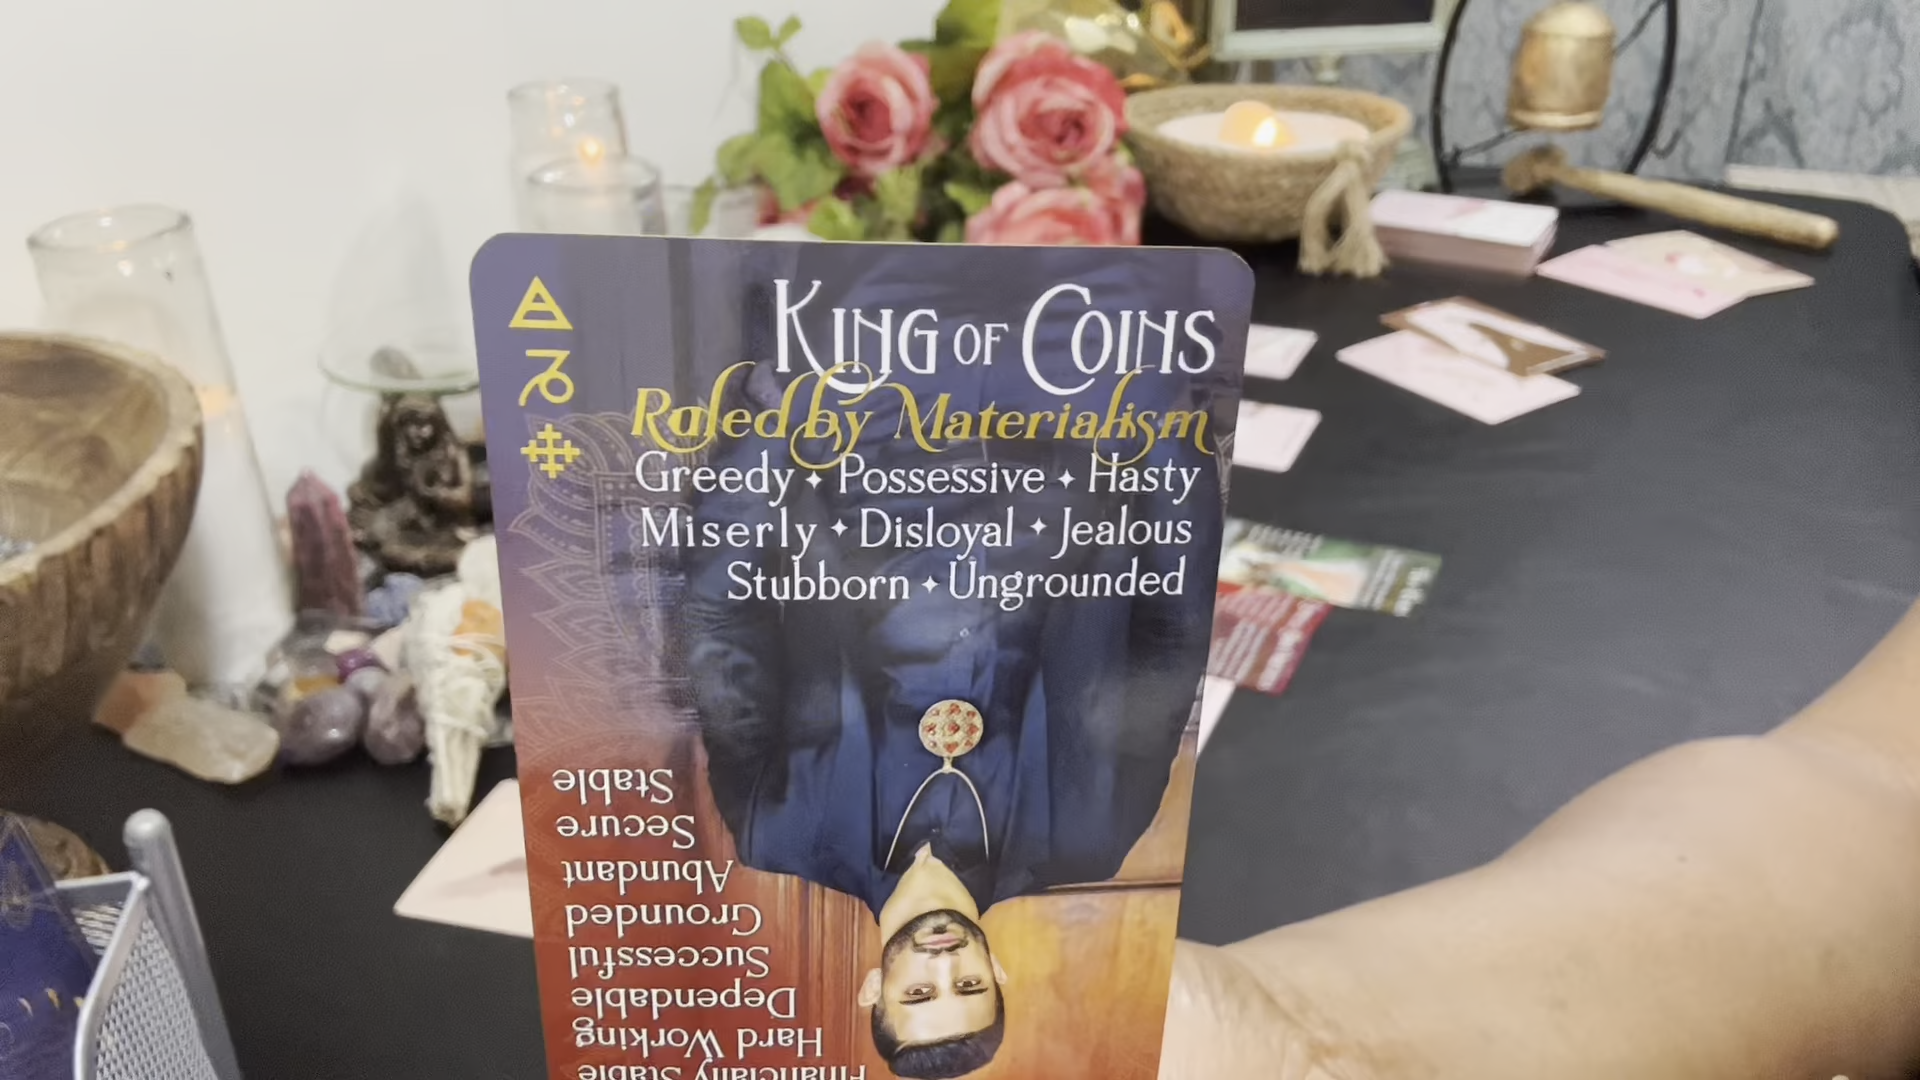 King of Coins
Ruled by Materialism
Greedy ✦ Possessive ✦ Hasty
Miserly ✦ Disloyal ✦ Jealous
Stubborn ✦ Ungrounded
Financially Stable
Hard Working
Dependable
Successful
Grounded
Abundant
Secure
Stable